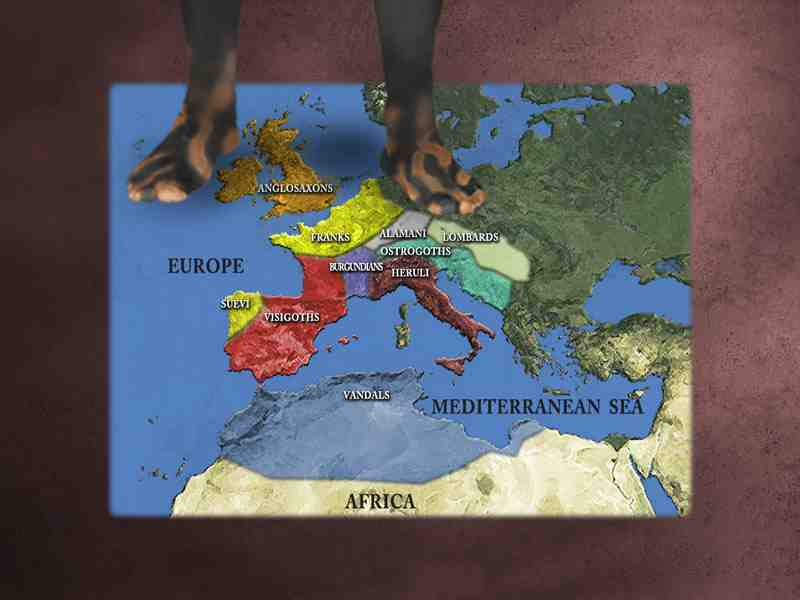 ANGLOSAXONS
FRANKS
ALAMANI
LOMBARDS
OSTROGOTHS
EUROPE
BURGUNDIANS
HERULI
SUEVI
VISIGOTHS
VANDALS
MEDITERRANEAN SEA
AFRICA